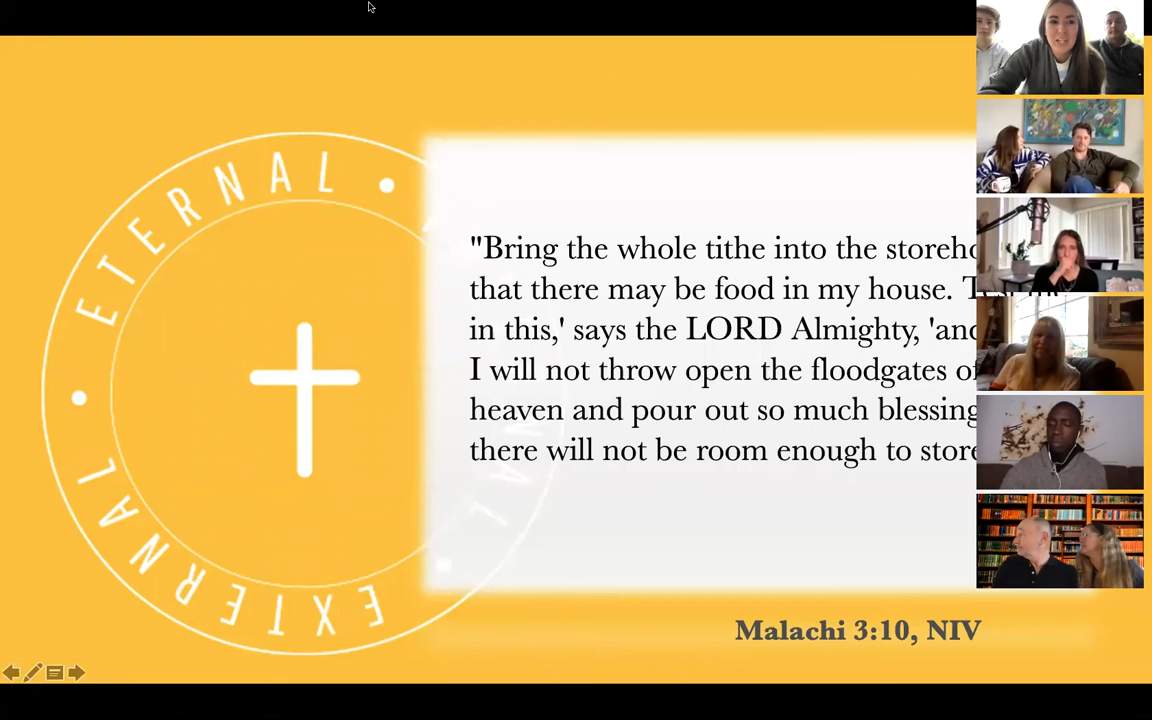 ETERNAL
EXTERNAL
"Bring the whole tithe into the storeho
that there may be food in my house. Test me
in this,' says the LORD Almighty, 'and
I will not throw open the floodgates of
heaven and pour out so much blessing
there will not be room enough to store
Malachi 3:10, NIV